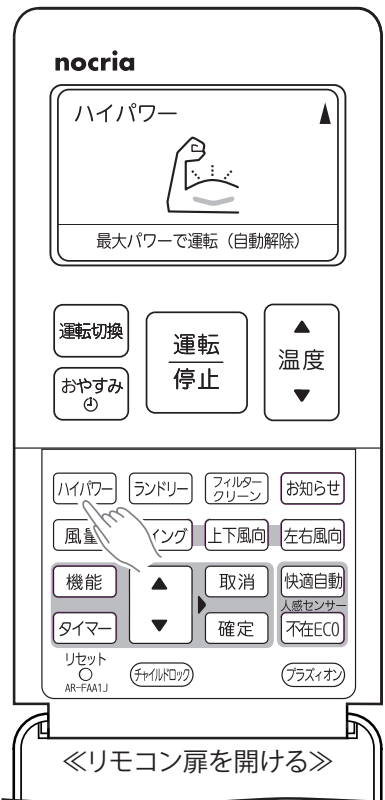 nocria
ハイパワー
最大パワーで運転（自動解除）
運転切換
運転
停止
温度
おやすみ
ハイパワー
ランドリー
フィルター
クリーン
お知らせ
風量
イング
上下風向
左右風向
機能
取消
快適自動
人感センサー
タイマー
確定
不在ECO
リセット
AR-FAA1J
チャイルドロック
プラズィオン
≪リモコン扉を開ける≫